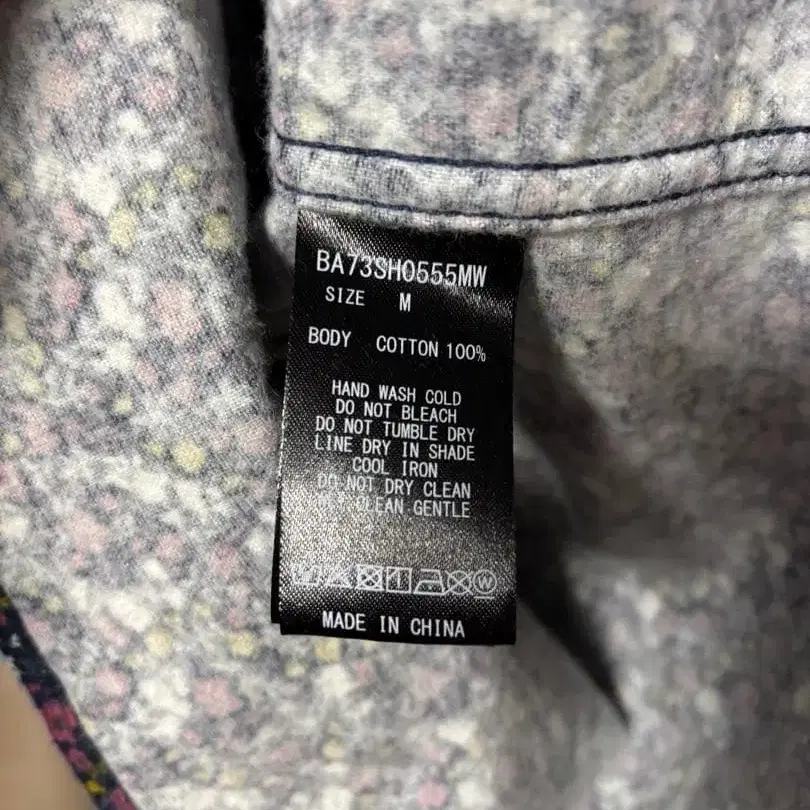 BA73SH0555MW
SIZE M
BODY COTTON 100%
HAND WASH COLD
DO NOT BLEACH
DO NOT TUMBLE DRY
LINE DRY IN SHADE
COOL IRON
DO NOT DRY CLEAN
WET CLEAN GENTLE
W
MADE IN CHINA